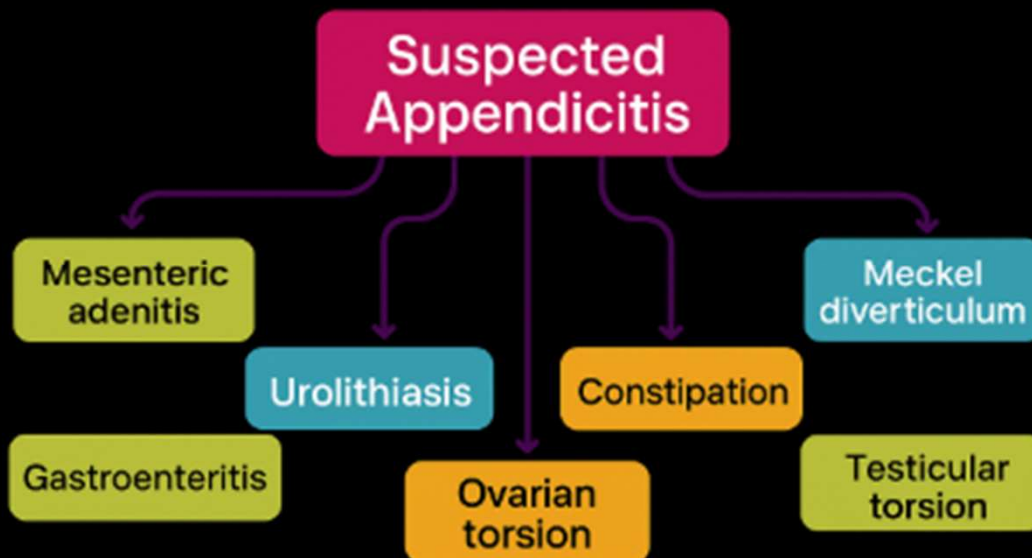 Suspected
Appendicitis
Mesenteric
adenitis
Meckel
diverticulum
Urolithiasis
Constipation
Gastroenteritis
Ovarian
torsion
Testicular
torsion